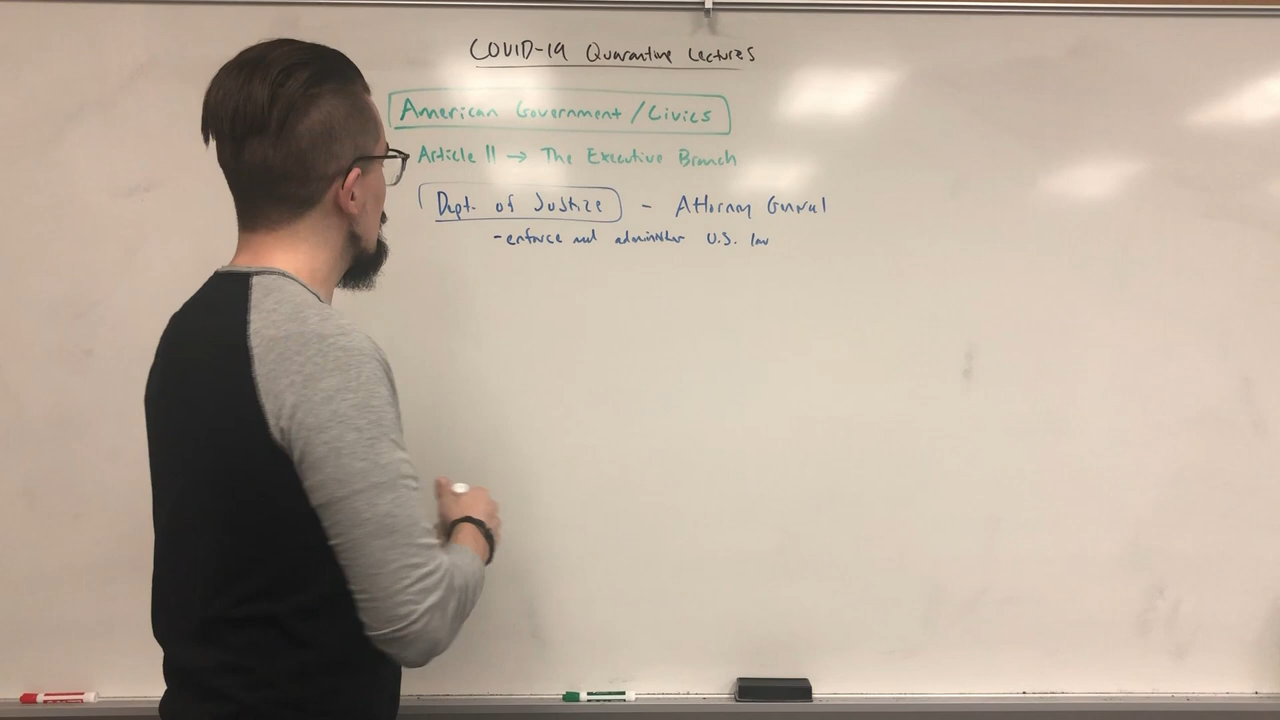 COVID-19 Quarantine Lectures
American Government / Civics
Article II → The Executive Branch
Dept. of Justice - Attorney General
- enforce and administer U.S. law